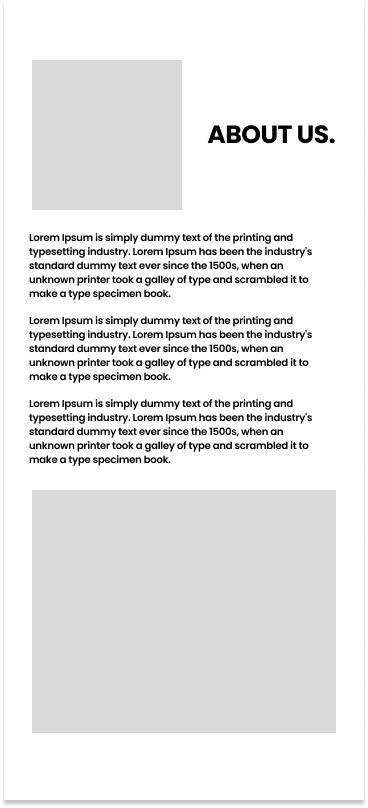 ABOUT US.
Lorem Ipsum is simply dummy text of the printing and
typesetting industry. Lorem Ipsum has been the industry's
standard dummy text ever since the 1500s, when an
unknown printer took a galley of type and scrambled it to
make a type specimen book.
Lorem Ipsum is simply dummy text of the printing and
typesetting industry. Lorem Ipsum has been the industry's
standard dummy text ever since the 1500s, when an
unknown printer took a galley of type and scrambled it to
make a type specimen book.
Lorem Ipsum is simply dummy text of the printing and
typesetting industry. Lorem Ipsum has been the industry's
standard dummy text ever since the 1500s, when an
unknown printer took a galley of type and scrambled it to
make a type specimen book.